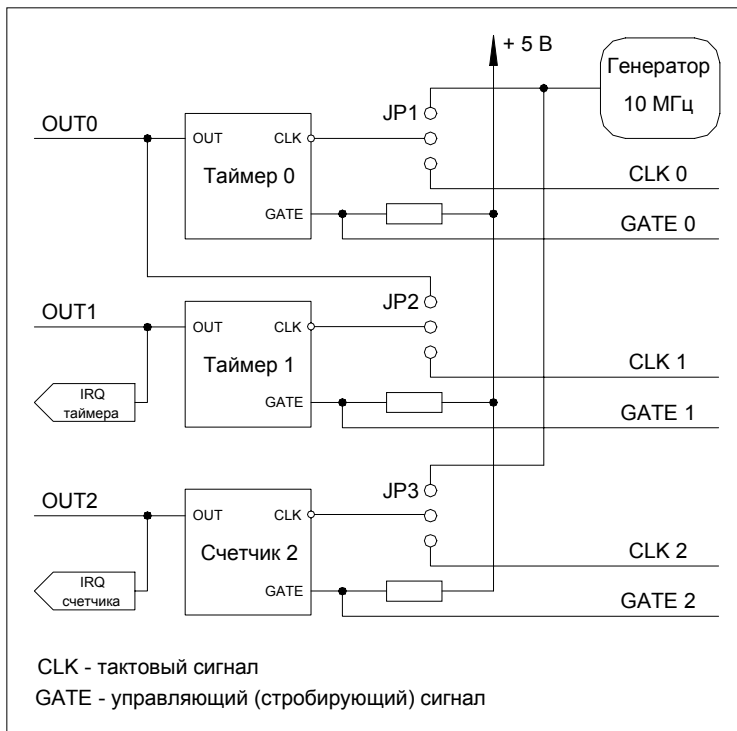 + 5 В
Генератор
10 МГц
JP1
OUT0
OUT
CLK
Таймер 0
GATE
CLK 0
GATE 0
JP2
OUT1
OUT
CLK
Таймер 1
GATE
CLK 1
GATE 1
IRQ
таймера
JP3
OUT2
OUT
CLK
Счетчик 2
GATE
CLK 2
GATE 2
IRQ
счетчика
CLK - тактовый сигнал
GATE - управляющий (стробирующий) сигнал